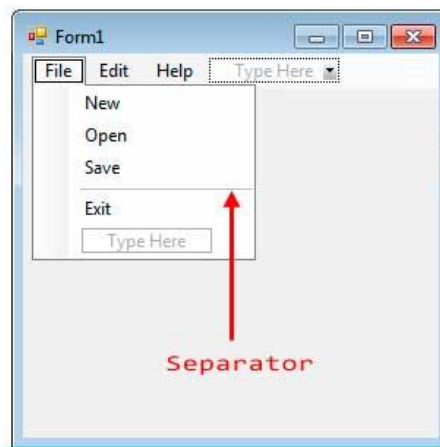 Form1
File Edit Help Type Here
New
Open
Save
Exit
Type Here
Separator